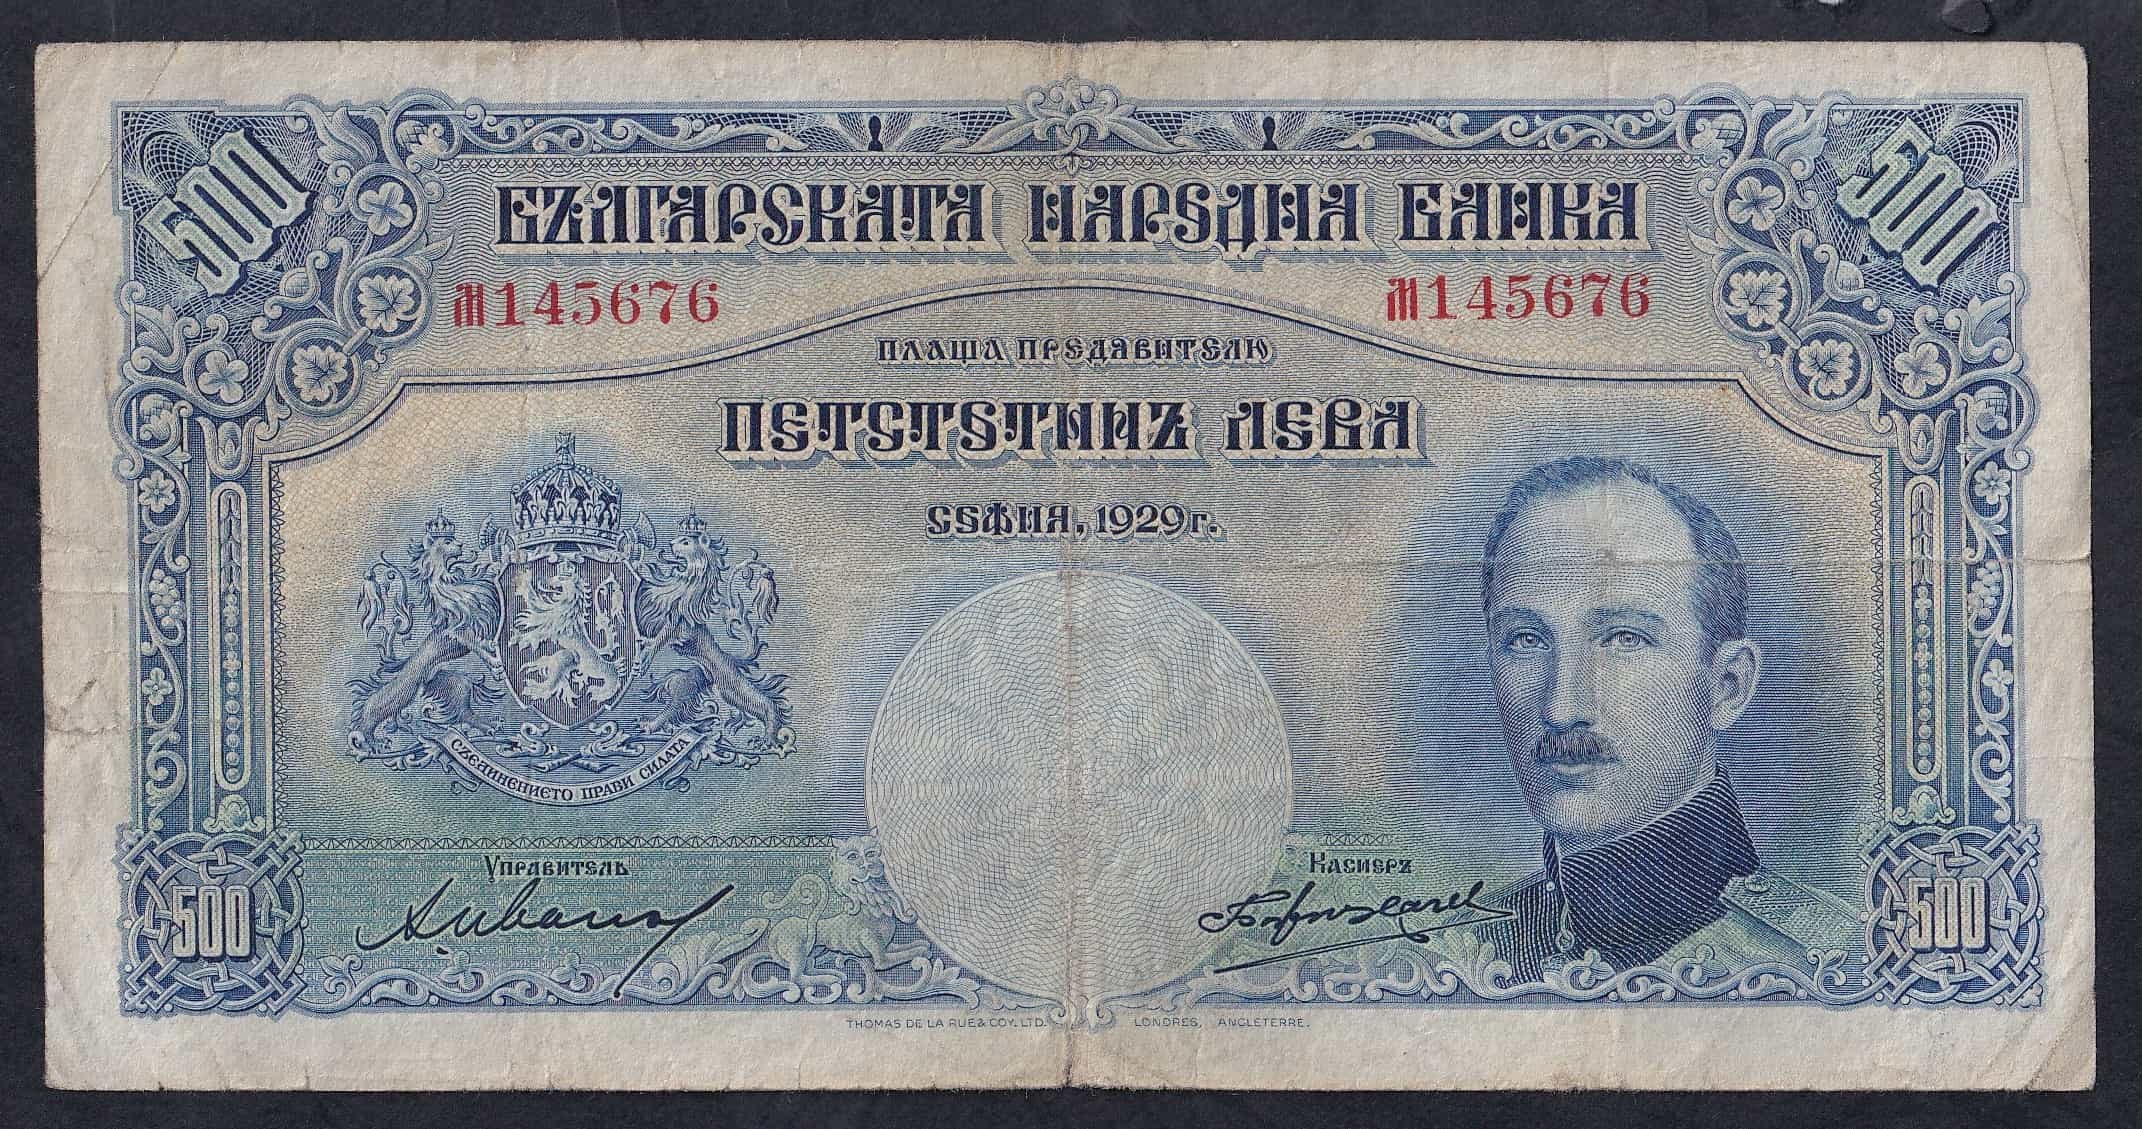 500 500
БЪЛГАРСКАТА НАРОДНА БАНКА
М145676 М145676
ПЛАЩА ПРЕДЯВИТЕЛЮ
ПЕТСТОТИНЪ ЛЕВА
СОФИЯ, 1929 г.
СЪЕДИНЕНИЕТО ПРАВИ СИЛАТА
Управитель Касиеръ
500 500
THOMAS DE LA RUE & COY. LTD. LONDRES, ANGLETERRE.